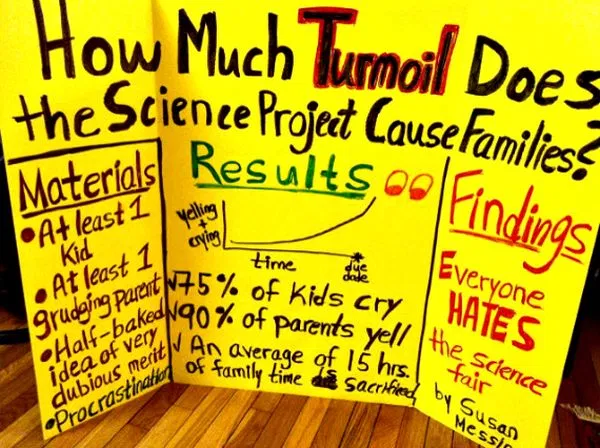 How Much Turmoil Does
the Science Project Cause Families?
Materials
• At least 1
Kid
• At least 1
grudging parent
• Half-baked
idea of very
dubious merit
• Procrastination
Results
yelling
+
crying
time
*
due
date
√75% of Kids cry
√90% of parents yell
√ An average of 15 hrs.
of family time is sacrificed
Findings
Everyone
HATES
the science
fair
by Susan